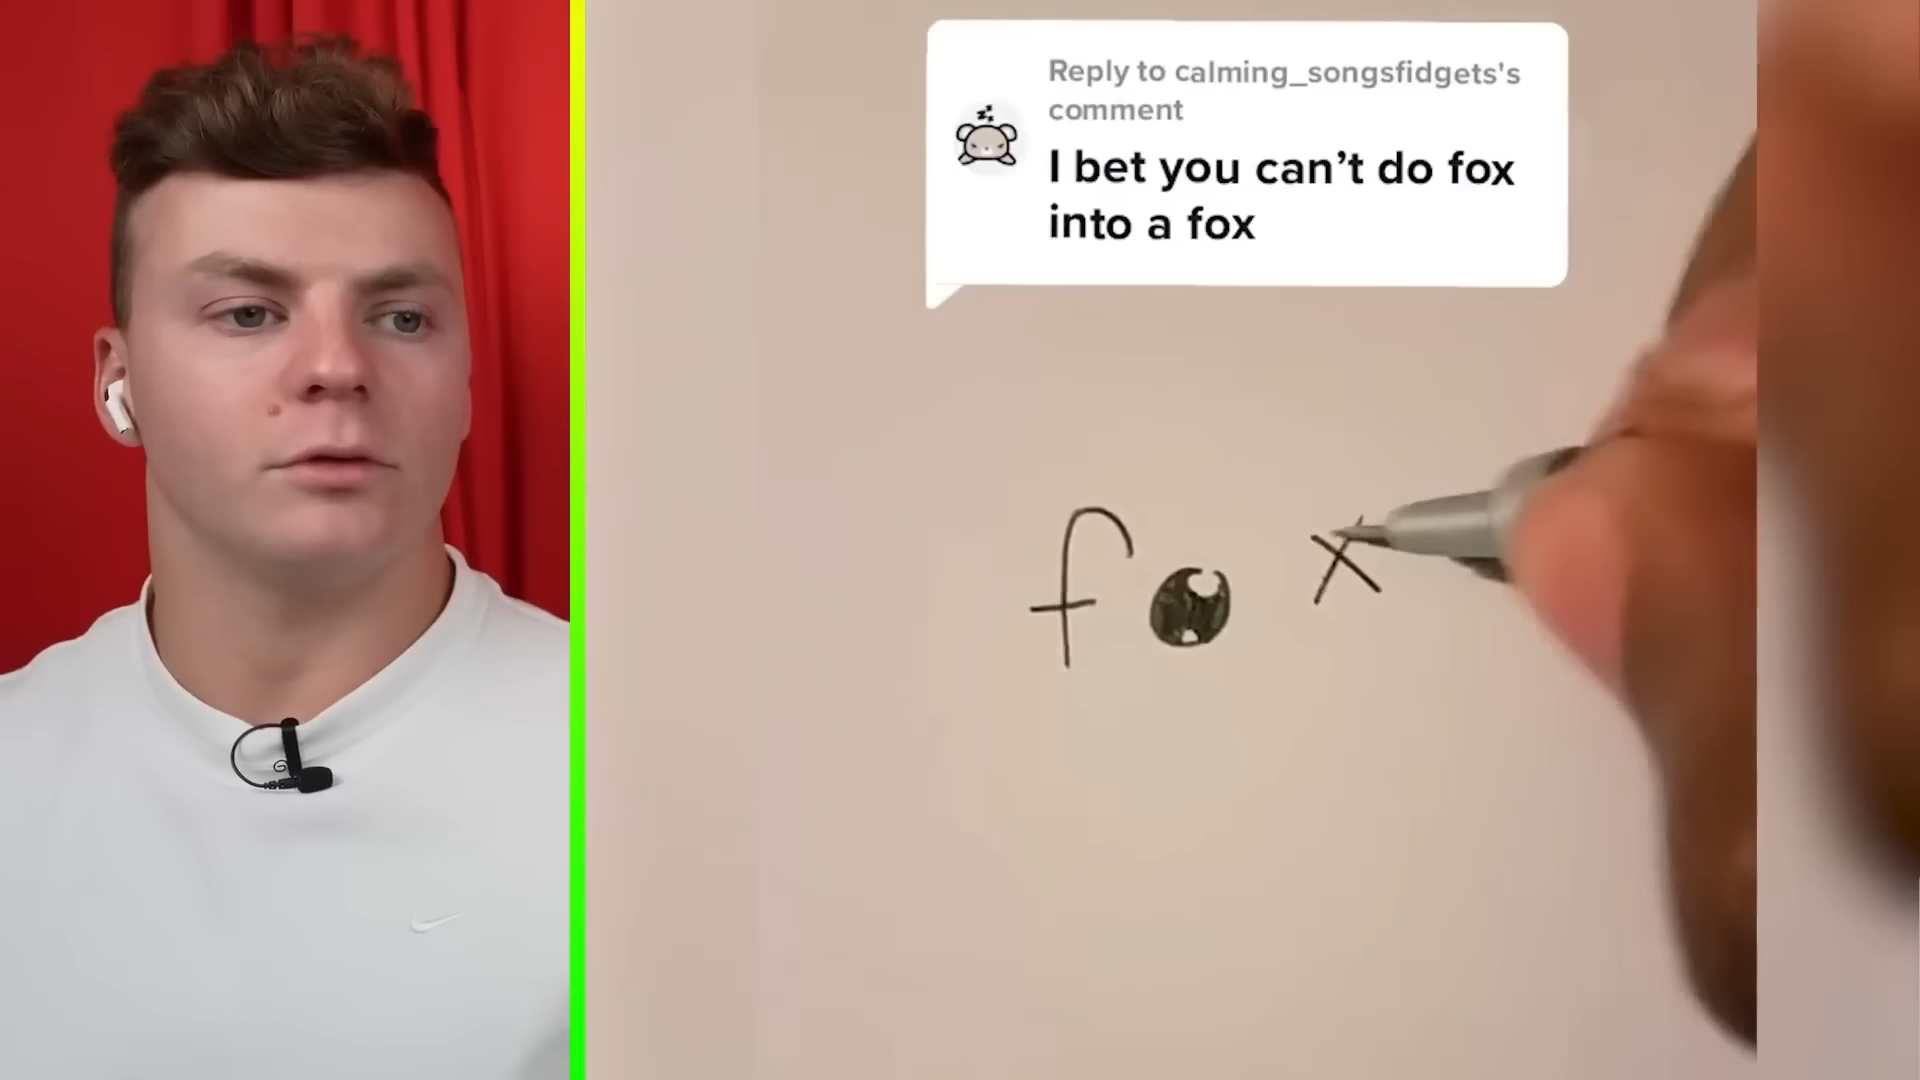 Reply to calming_songsfidgets's
comment
I bet you can’t do fox
into a fox
fox